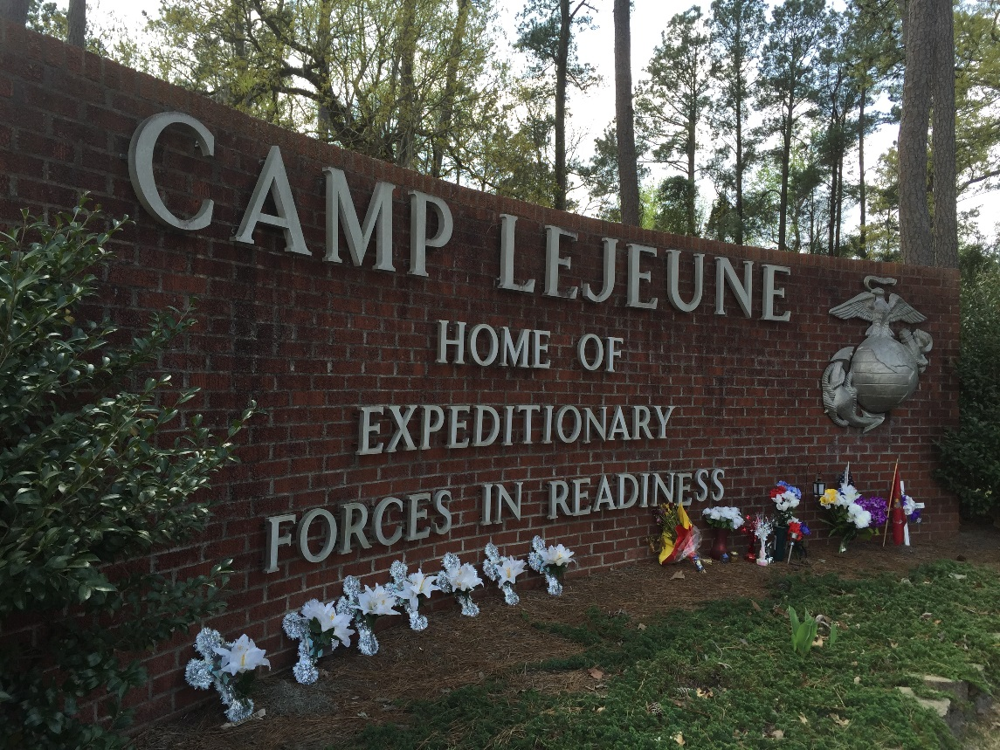 CAMP LEJEUNE
HOME OF
EXPEDITIONARY
FORCES IN READINESS